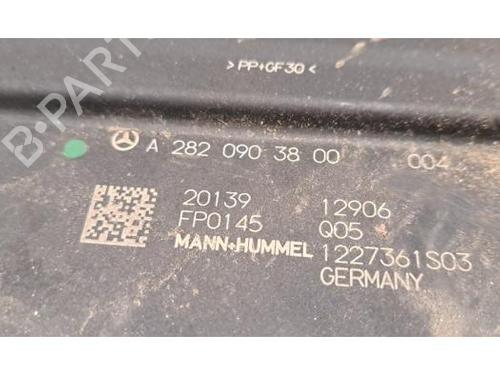 >PP+GF30<
A 282 090 38 00 004
20139 12906
FP0145 Q05
MANN+HUMMEL 1227361S03
GERMANY
B-PARTS